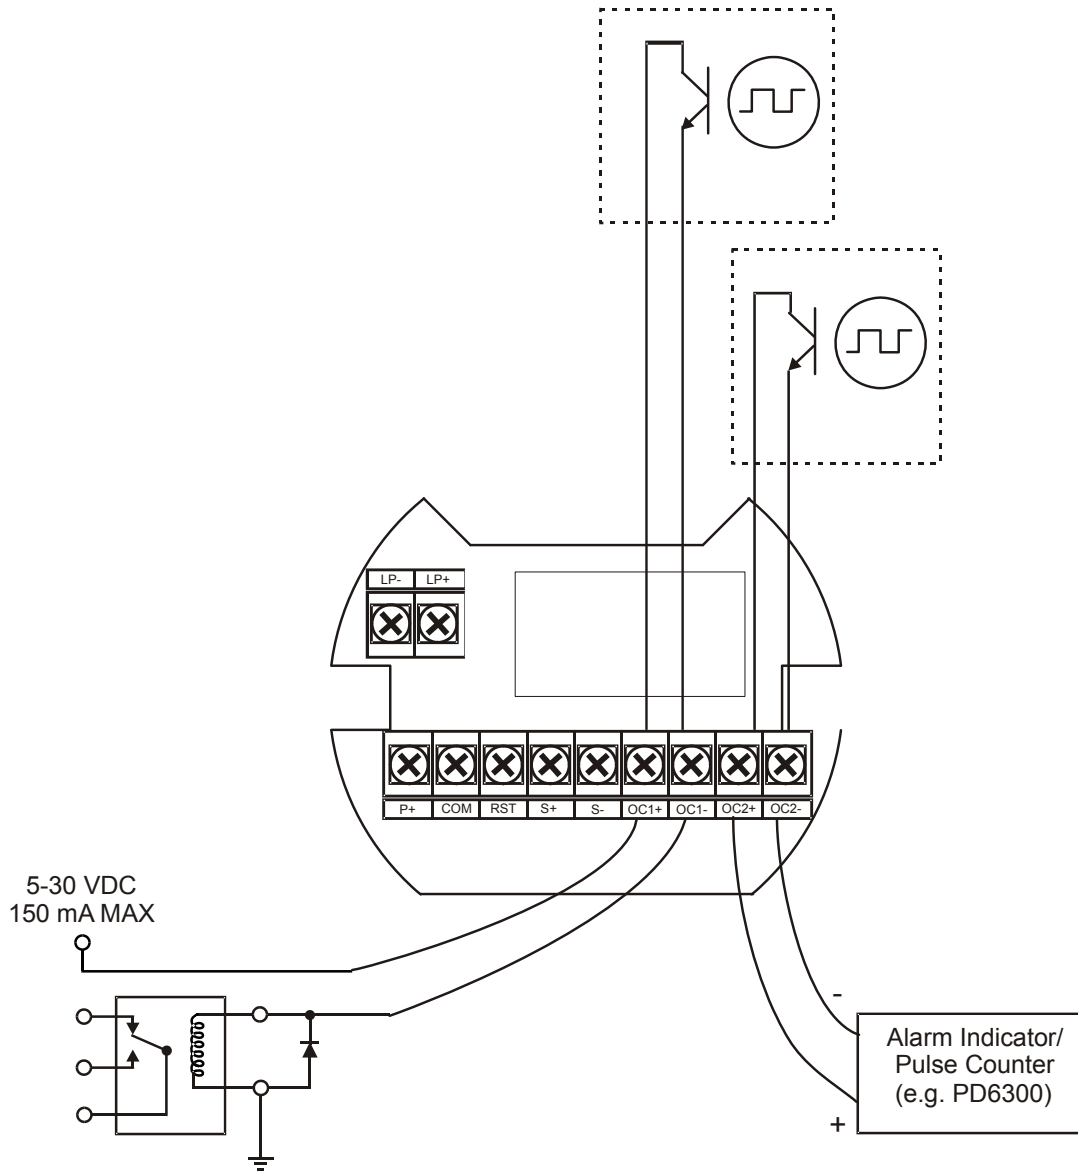 LP- LP+
P+ COM RST S+ S- OC1+ OC1- OC2+ OC2-
5-30 VDC
150 mA MAX
-
Alarm Indicator/
Pulse Counter
(e.g. PD6300)
+